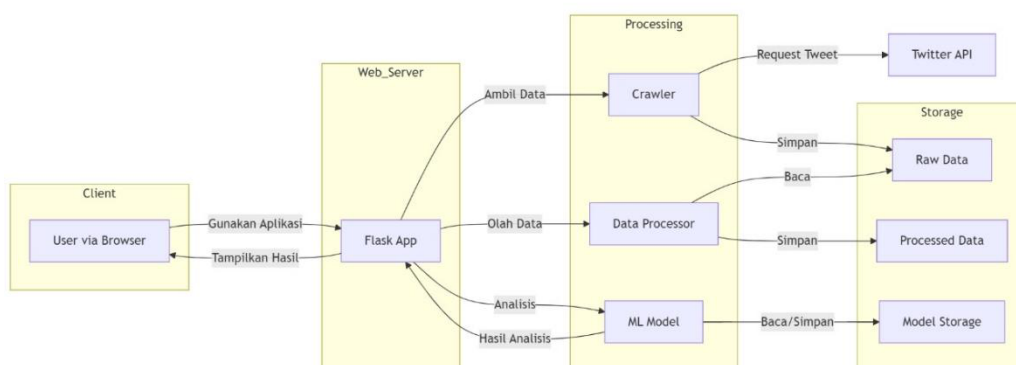 Processing
Request Tweet
Twitter API
Web_Server
Ambil Data
Crawler
Storage
Simpan
Raw Data
Baca
Client
Gunakan Aplikasi
User via Browser
Flask App
Olah Data
Data Processor
Simpan
Processed Data
Tampilkan Hasil
Analisis
ML Model
Baca/Simpan
Model Storage
Hasil Analisis